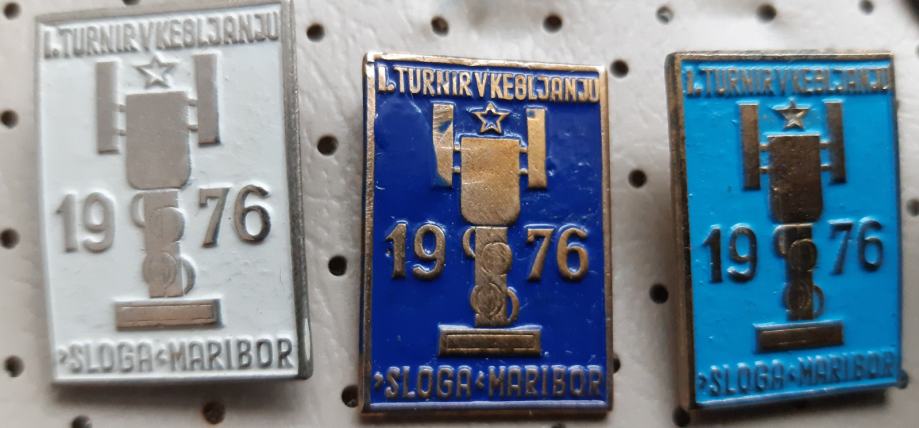 I. TURNIR V KEGLJANJU
1976
>SLOGA< MARIBOR
I. TURNIR V KEGLJANJU
1976
>SLOGA< MARIBOR
I. TURNIR V KEGLJANJU
1976
>SLOGA< MARIBOR